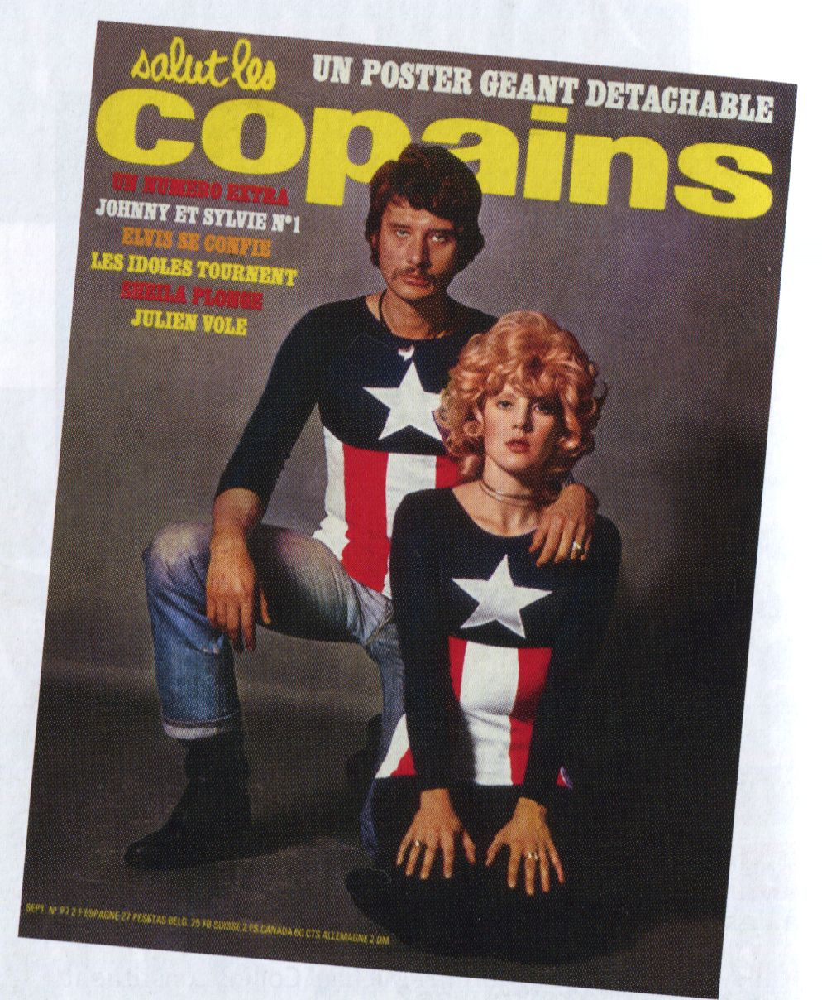 salut les
UN POSTER GEANT DETACHABLE
copains
UN NUMERO EXTRA
JOHNNY ET SYLVIE N°1
ELVIS SE CONFIE
LES IDOLES TOURNENT
SHEILA PLONGE
JULIEN VOLE
SEPT. N° 97 2 F ESPAGNE 27 PESETAS BELG. 25 FB SUISSE 2 FS CANADA 60 CTS ALLEMAGNE 2 DM